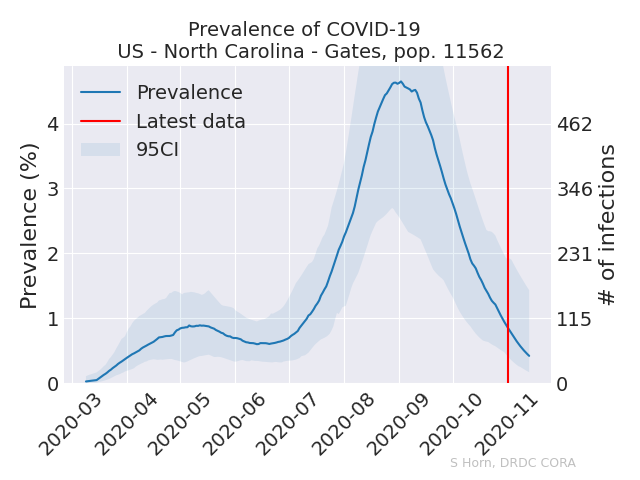 Prevalence of COVID-19
US - North Carolina - Gates, pop. 11562
Prevalence
Latest data
95CI
Prevalence (%)
4
3
2
1
0
462
346
231
115
0
# of infections
2020-03
2020-04
2020-05
2020-06
2020-07
2020-08
2020-09
2020-10
2020-11
S Horn, DRDC CORA